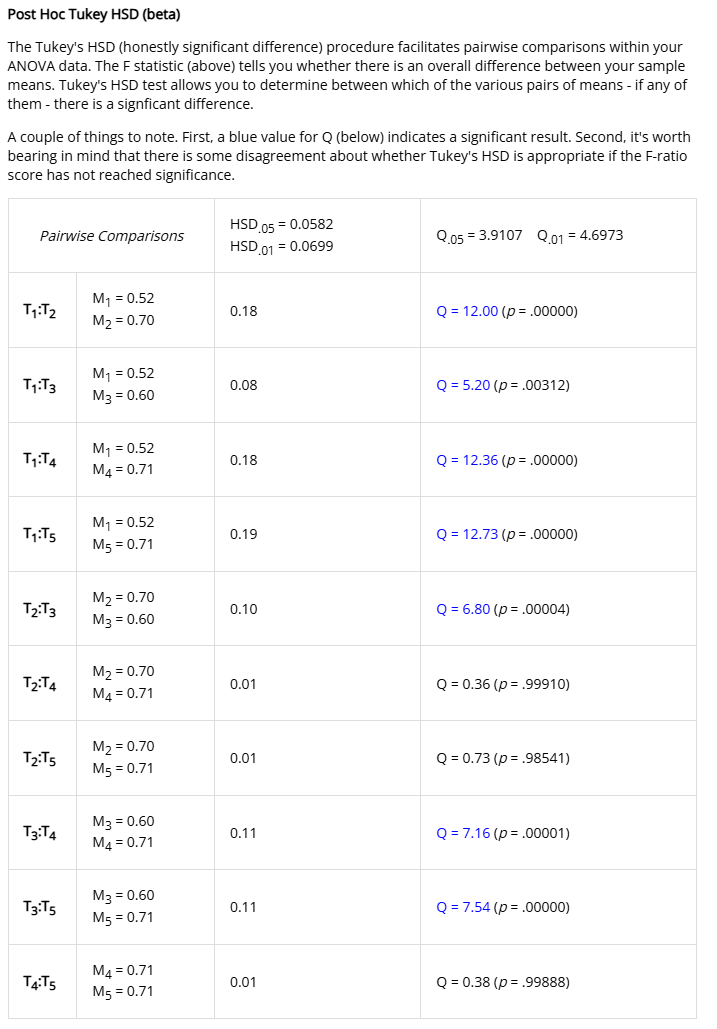 Post Hoc Tukey HSD (beta)
The Tukey's HSD (honestly significant difference) procedure facilitates pairwise comparisons within your
ANOVA data. The F statistic (above) tells you whether there is an overall difference between your sample
means. Tukey's HSD test allows you to determine between which of the various pairs of means - if any of
them - there is a signficant difference.
A couple of things to note. First, a blue value for Q (below) indicates a significant result. Second, it's worth
bearing in mind that there is some disagreement about whether Tukey's HSD is appropriate if the F-ratio
score has not reached significance.
Pairwise Comparisons
HSD.05 = 0.0582
HSD.01 = 0.0699
Q.05 = 3.9107 Q.01 = 4.6973
T1:T2
M1 = 0.52
M2 = 0.70
0.18
Q = 12.00 (p = .00000)
T1:T3
M1 = 0.52
M3 = 0.60
0.08
Q = 5.20 (p = .00312)
T1:T4
M1 = 0.52
M4 = 0.71
0.18
Q = 12.36 (p = .00000)
T1:T5
M1 = 0.52
M5 = 0.71
0.19
Q = 12.73 (p = .00000)
T2:T3
M2 = 0.70
M3 = 0.60
0.10
Q = 6.80 (p = .00004)
T2:T4
M2 = 0.70
M4 = 0.71
0.01
Q = 0.36 (p = .99910)
T2:T5
M2 = 0.70
M5 = 0.71
0.01
Q = 0.73 (p = .98541)
T3:T4
M3 = 0.60
M4 = 0.71
0.11
Q = 7.16 (p = .00001)
T3:T5
M3 = 0.60
M5 = 0.71
0.11
Q = 7.54 (p = .00000)
T4:T5
M4 = 0.71
M5 = 0.71
0.01
Q = 0.38 (p = .99888)